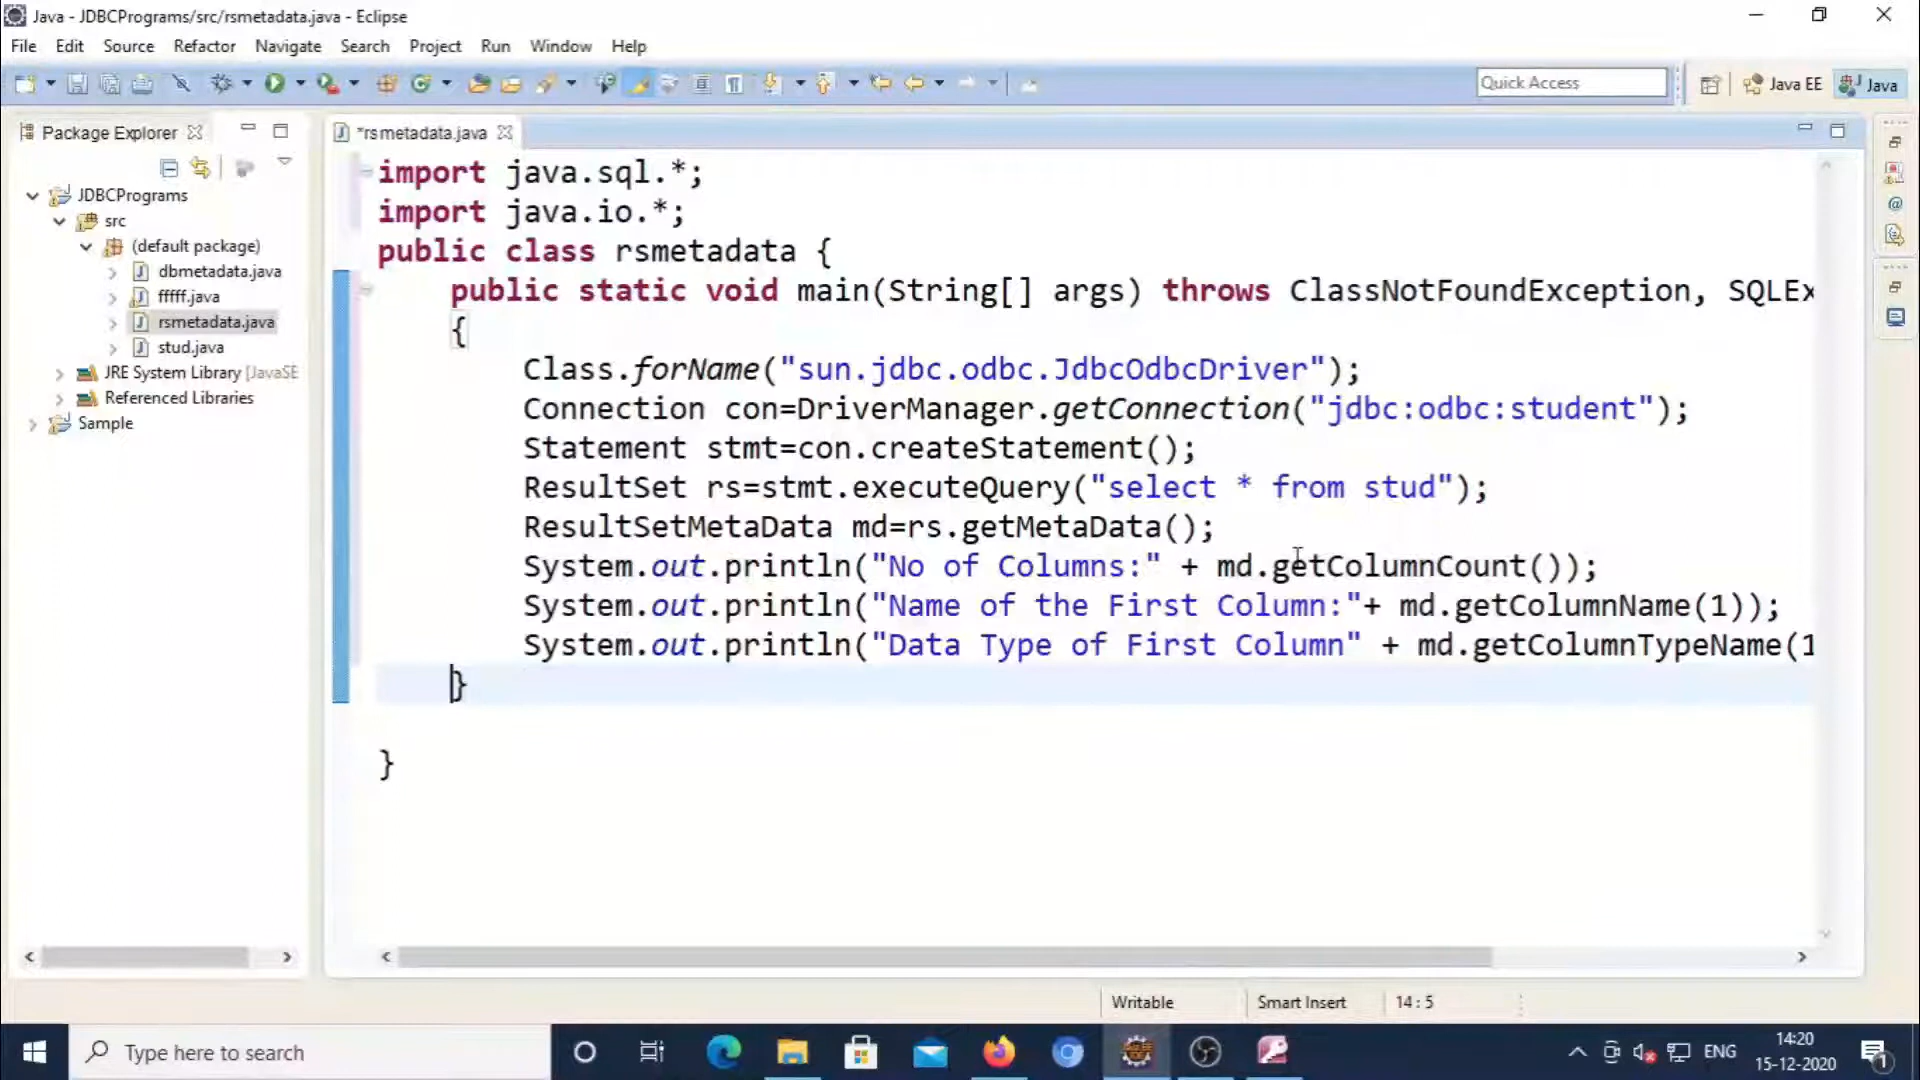 Java - JDBCPrograms/src/rsmetadata.java - Eclipse
File Edit Source Refactor Navigate Search Project Run Window Help
Quick Access
Java EE
Java
Package Explorer
*rsmetadata.java
JDBCPrograms
src
(default package)
dbmetadata.java
fffff.java
rsmetadata.java
stud.java
JRE System Library [JavaSE
Referenced Libraries
Sample
import java.sql.*;
import java.io.*;
public class rsmetadata {
public static void main(String[] args) throws ClassNotFoundException, SQLEx
{
Class.forName("sun.jdbc.odbc.JdbcOdbcDriver");
Connection con=DriverManager.getConnection("jdbc:odbc:student");
Statement stmt=con.createStatement();
ResultSet rs=stmt.executeQuery("select * from stud");
ResultSetMetaData md=rs.getMetaData();
System.out.println("No of Columns:" + md.getColumnCount());
System.out.println("Name of the First Column:"+ md.getColumnName(1));
System.out.println("Data Type of First Column" + md.getColumnTypeName(1
}
}
Writable
Smart Insert
14 : 5
Type here to search
ENG
14:20
15-12-2020
1